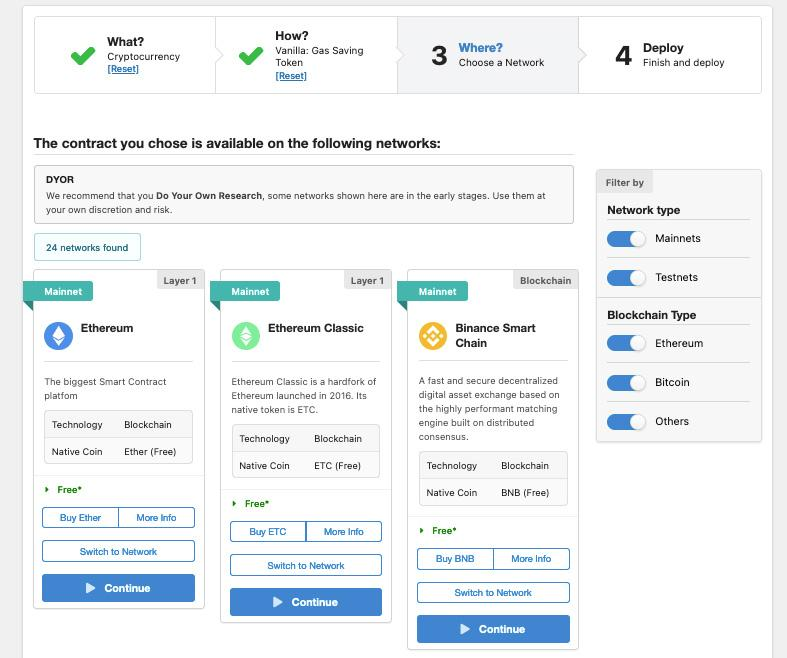 What?
Cryptocurrency
[Reset]
How?
Vanilla: Gas Saving
Token
[Reset]
3
Where?
Choose a Network
4
Deploy
Finish and deploy
The contract you chose is available on the following networks:
DYOR
We recommend that you Do Your Own Research, some networks shown here are in the early stages. Use them at
your own discretion and risk.
24 networks found
Mainnet
Layer 1
Ethereum
The biggest Smart Contract
platfom
Technology Blockchain
Native Coin Ether (Free)
Free*
Buy Ether More Info
Switch to Network
Continue
Mainnet
Layer 1
Ethereum Classic
Ethereum Classic is a hardfork of
Ethereum launched in 2016. Its
native token is ETC.
Technology Blockchain
Native Coin ETC (Free)
Free*
Buy ETC More Info
Switch to Network
Continue
Mainnet
Blockchain
Binance Smart
Chain
A fast and secure decentralized
digital asset exchange based on
the highly performant matching
engine built on distributed
consensus.
Technology Blockchain
Native Coin BNB (Free)
Free*
Buy BNB More Info
Switch to Network
Continue
Filter by
Network type
Mainnets
Testnets
Blockchain Type
Ethereum
Bitcoin
Others